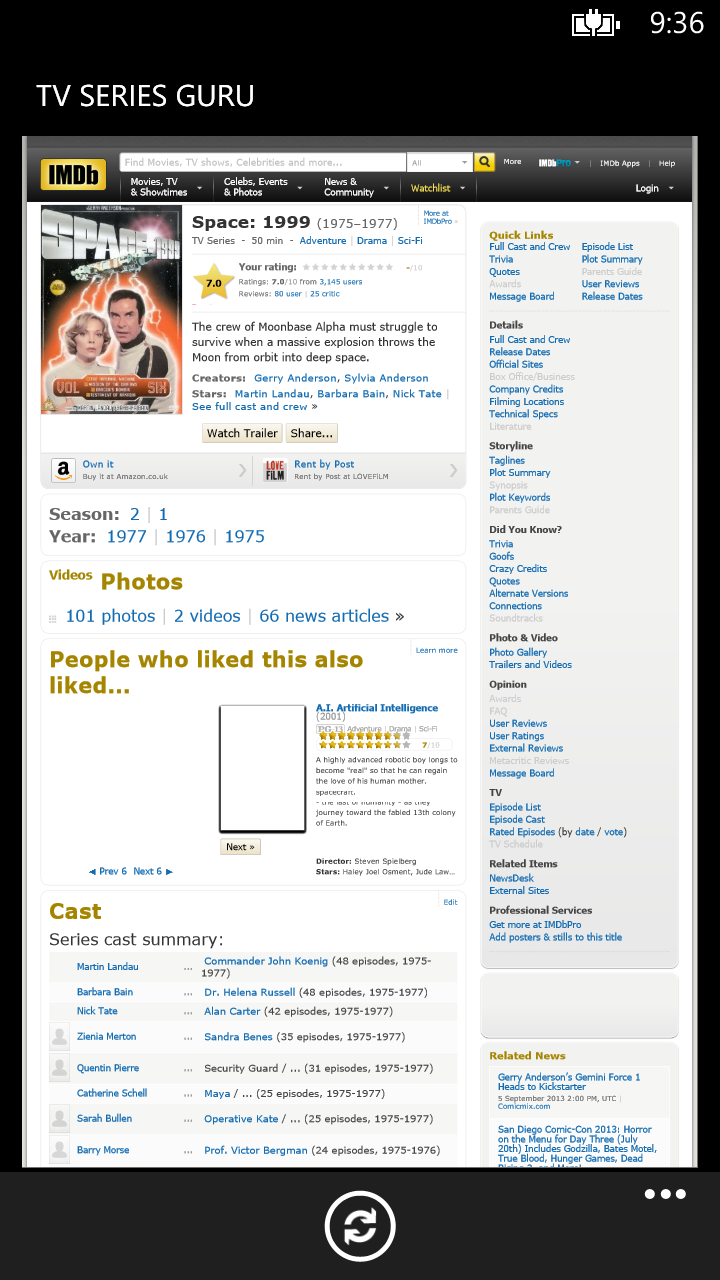 9:36
TV SERIES GURU
IMDb
Find Movies, TV shows, Celebrities and more...
All
More
IMDbPro
IMDb Apps
Help
Movies, TV
& Showtimes
Celebs, Events
& Photos
News &
Community
Watchlist
Login
SPACE 1999
VOL SIX
Space: 1999 (1975–1977)
More at
IMDbPro »
TV Series - 50 min - Adventure | Drama | Sci-Fi
7.0
Your rating: -/10
Ratings: 7.0/10 from 3,145 users
Reviews: 80 user | 25 critic
The crew of Moonbase Alpha must struggle to
survive when a massive explosion throws the
Moon from orbit into deep space.
Creators: Gerry Anderson, Sylvia Anderson
Stars: Martin Landau, Barbara Bain, Nick Tate |
See full cast and crew »
Watch Trailer
Share...
a
Own it
Buy it at Amazon.co.uk
LOVE
FILM
Rent by Post
Rent by Post at LOVEFILM
Season: 2 | 1
Year: 1977 | 1976 | 1975
Videos Photos
101 photos | 2 videos | 66 news articles »
People who liked this also
liked...
Learn more
A.I. Artificial Intelligence
(2001)
PG-13 Adventure | Drama | Sci-Fi
7/10
A highly advanced robotic boy longs to
become "real" so that he can regain
the love of his human mother.
spacecraft,
- the last of humanity - as they
journey toward the fabled 13th colony
of Earth.
Next »
Director: Steven Spielberg
Stars: Haley Joel Osment, Jude Law...
◄ Prev 6 Next 6 ►
Cast
Edit
Series cast summary:
Martin Landau ... Commander John Koenig (48 episodes, 1975-
1977)
Barbara Bain ... Dr. Helena Russell (48 episodes, 1975-1977)
Nick Tate ... Alan Carter (42 episodes, 1975-1977)
Zienia Merton ... Sandra Benes (35 episodes, 1975-1977)
Quentin Pierre ... Security Guard / ... (31 episodes, 1975-1977)
Catherine Schell ... Maya / ... (25 episodes, 1975-1977)
Sarah Bullen ... Operative Kate / ... (25 episodes, 1975-1977)
Barry Morse ... Prof. Victor Bergman (24 episodes, 1975-1976)
Quick Links
Full Cast and Crew Episode List
Trivia Plot Summary
Quotes Parents Guide
Awards User Reviews
Message Board Release Dates
Details
Full Cast and Crew
Release Dates
Official Sites
Box Office/Business
Company Credits
Filming Locations
Technical Specs
Literature
Storyline
Taglines
Plot Summary
Synopsis
Plot Keywords
Parents Guide
Did You Know?
Trivia
Goofs
Crazy Credits
Quotes
Alternate Versions
Connections
Soundtracks
Photo & Video
Photo Gallery
Trailers and Videos
Opinion
Awards
FAQ
User Reviews
User Ratings
External Reviews
Metacritic Reviews
Message Board
TV
Episode List
Episode Cast
Rated Episodes (by date / vote)
TV Schedule
Related Items
NewsDesk
External Sites
Professional Services
Get more at IMDbPro
Add posters & stills to this title
Related News
Gerry Anderson's Gemini Force 1
Heads to Kickstarter
5 September 2013 2:00 PM, UTC |
Comicmix.com
San Diego Comic-Con 2013: Horror
on the Menu for Day Three (July
20th) Includes Godzilla, Bates Motel,
True Blood, Hunger Games, Dead